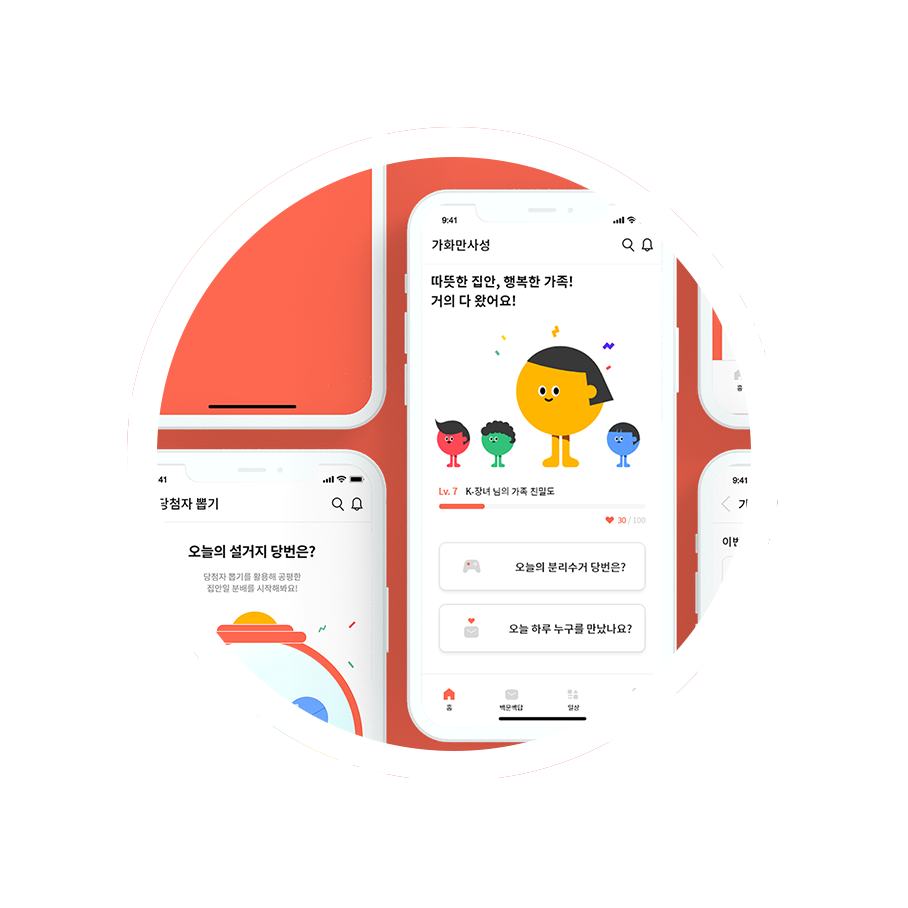 9:41
가화만사성
따뜻한 집안, 행복한 가족!
거의 다 왔어요!
Lv. 7 K-장녀 님의 가족 친밀도
30 / 100
오늘의 분리수거 당번은?
오늘 하루 누구를 만났나요?
홈
백문백답
일상
41
당첨자 뽑기
오늘의 설거지 당번은?
당첨자 뽑기를 활용해 공평한
집안일 분배를 시작해봐요!
홈
9:41
가
이번